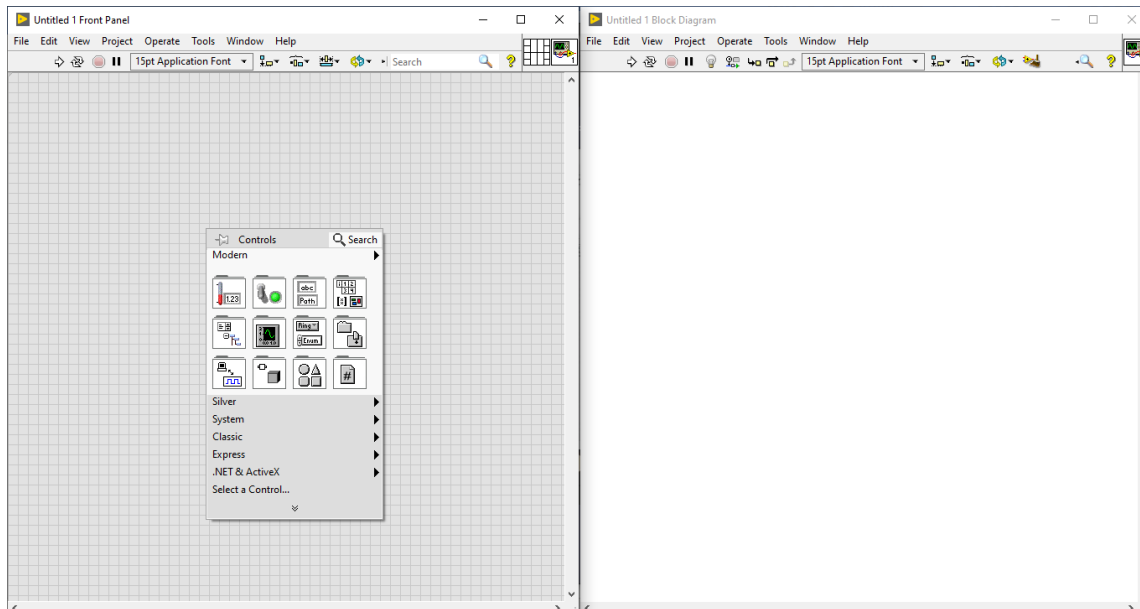 Untitled 1 Front Panel
File Edit View Project Operate Tools Window Help
15pt Application Font
Search
1
Controls
Search
Modern
1.23
abc
Path
Ring
Enum
#
Silver
System
Classic
Express
.NET & ActiveX
Select a Control...
Untitled 1 Block Diagram
File Edit View Project Operate Tools Window Help
15pt Application Font